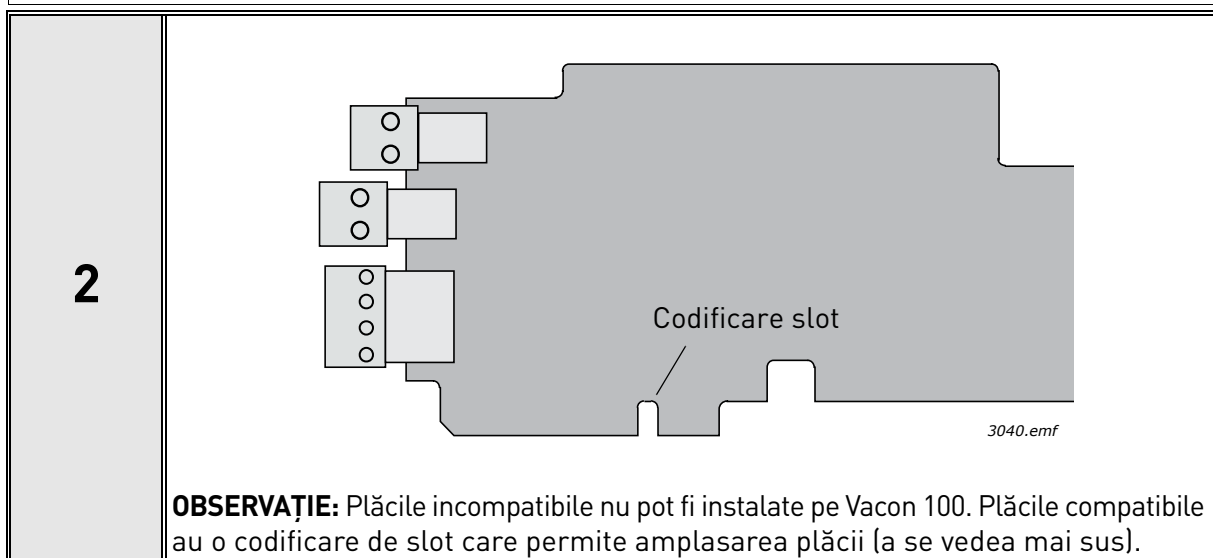 2
Codificare slot
3040.emf
OBSERVAȚIE: Plăcile incompatibile nu pot fi instalate pe Vacon 100. Plăcile compatibile
au o codificare de slot care permite amplasarea plăcii (a se vedea mai sus).